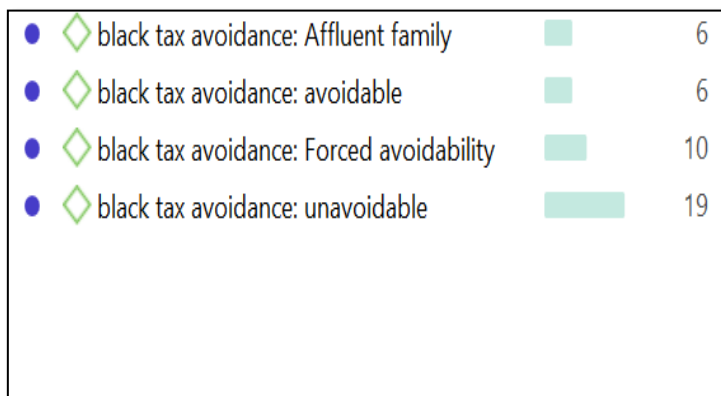 black tax avoidance: Affluent family 6
black tax avoidance: avoidable 6
black tax avoidance: Forced avoidability 10
black tax avoidance: unavoidable 19